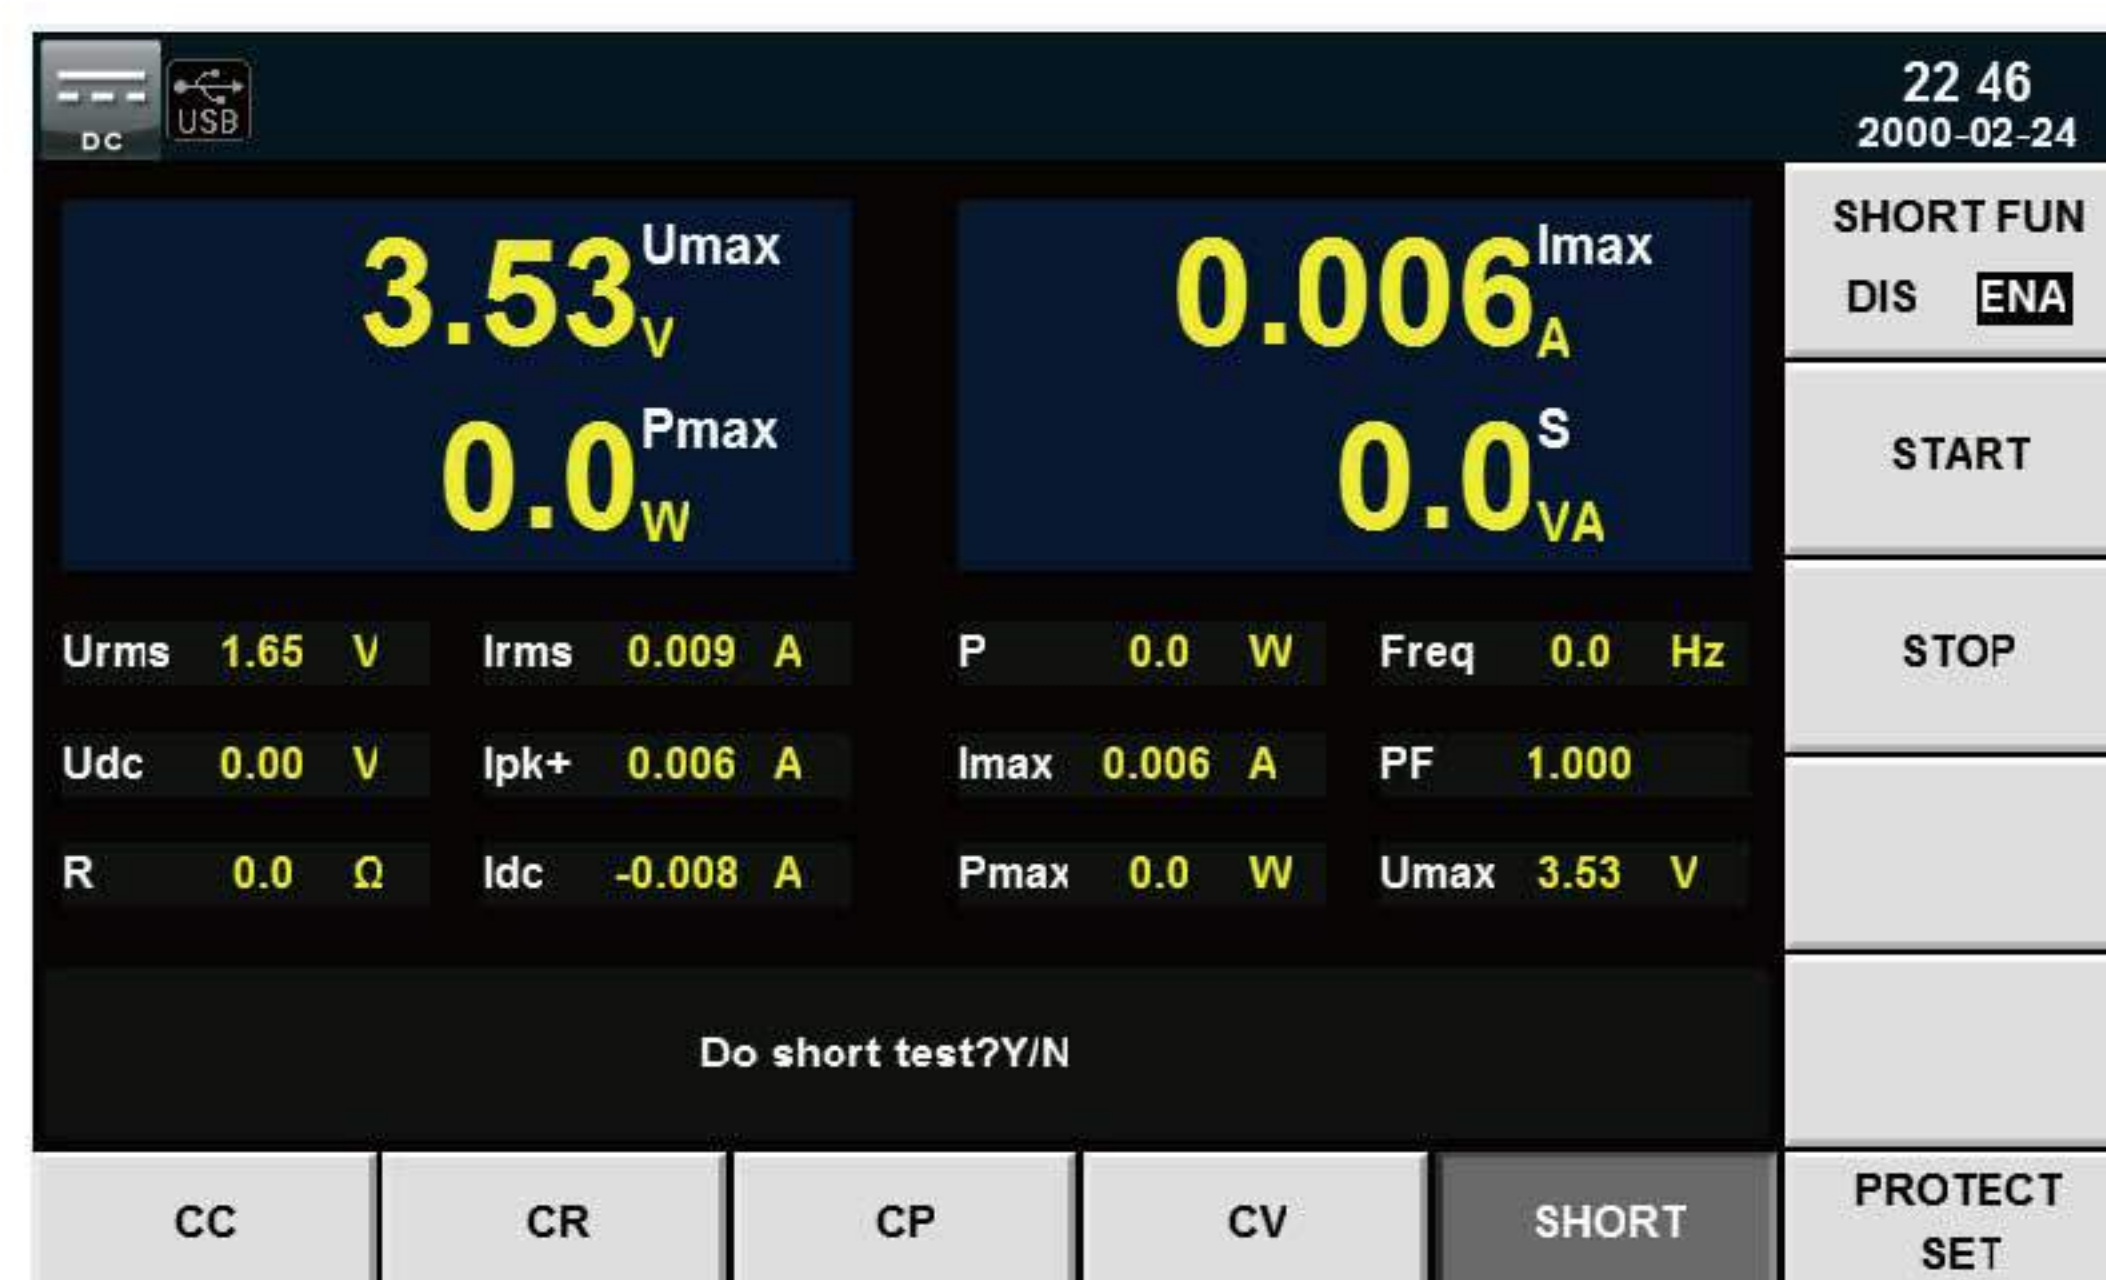 DC
USB
22 46
2000-02-24
3.53 V Umax
0.0 W Pmax
0.006 A Imax
0.0 VA S
Urms 1.65 V Irms 0.009 A P 0.0 W Freq 0.0 Hz
Udc 0.00 V Ipk+ 0.006 A Imax 0.006 A PF 1.000
R 0.0 Ω Idc -0.008 A Pmax 0.0 W Umax 3.53 V
Do short test?Y/N
SHORT FUN
DIS ENA
START
STOP
PROTECT
SET
CC CR CP CV SHORT